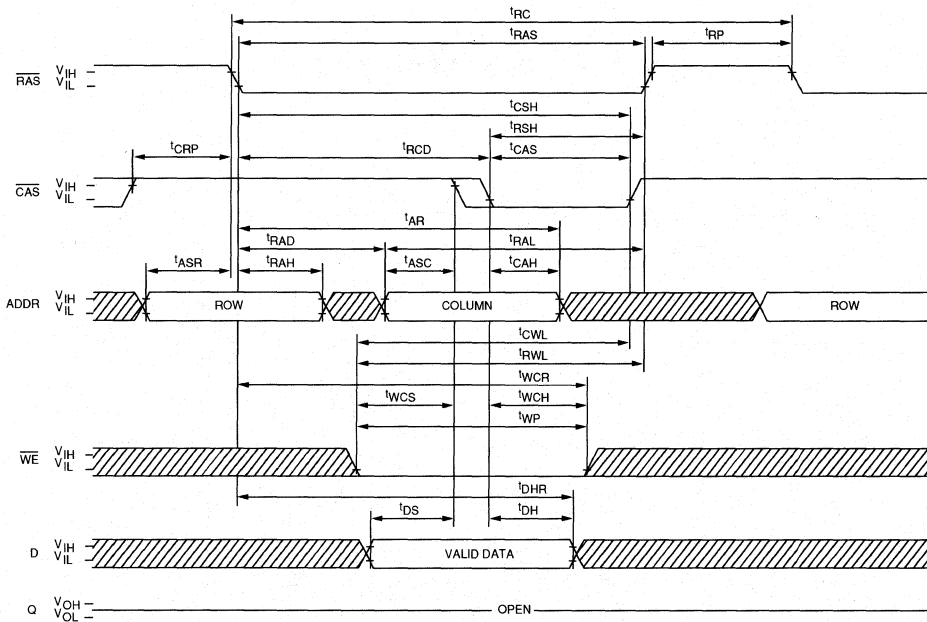 tRC
tRAS
tRP
RAS VIH
VIL
tCSH
tRSH
tCRP
tRCD
tCAS
CAS VIH
VIL
tAR
tRAD
tRAL
tASR
tRAH
tASC
tCAH
ADDR VIH
VIL
ROW
COLUMN
ROW
tCWL
tRWL
tWCR
tWCS
tWCH
tWP
WE VIH
VIL
tDHR
tDS
tDH
D VIH
VIL
VALID DATA
Q VOH
VOL
OPEN